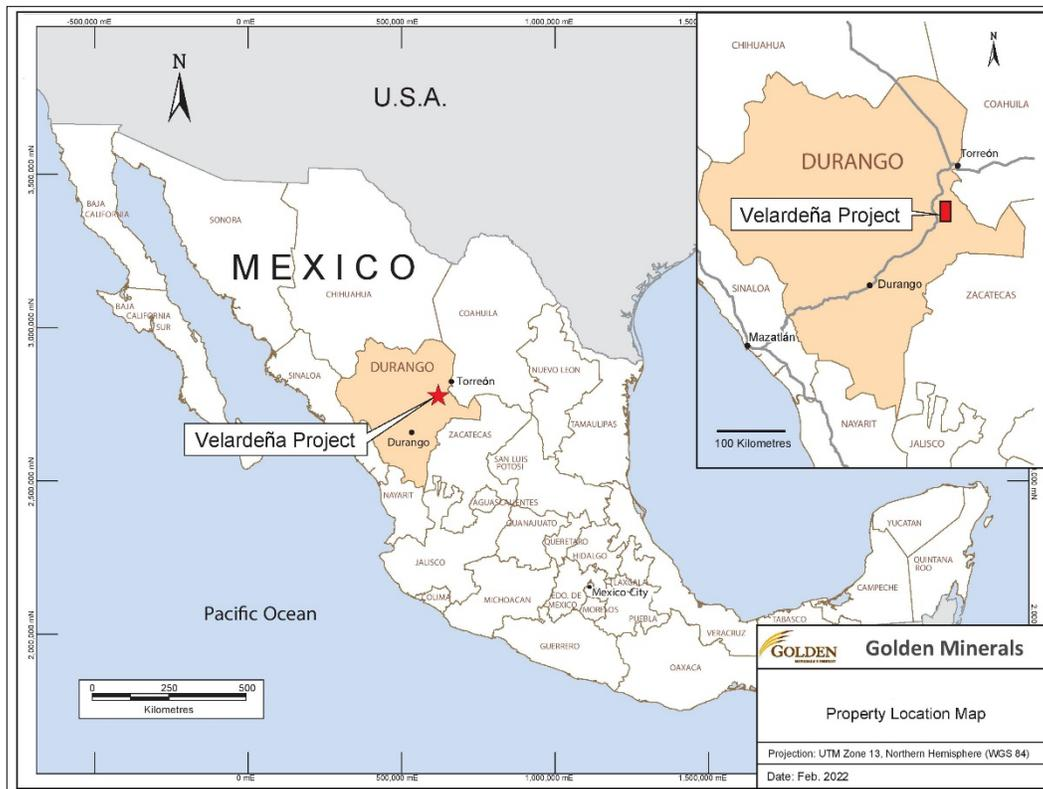 -500,000 mE
0 mE
500,000 mE
1,000,000 mE
3,500,000 mN
3,000,000 mN
2,500,000 mN
2,000,000 mN
N
U.S.A.
MEXICO
BAJA
CALIFORNIA
SONORA
CHIHUAHUA
COAHUILA
BAJA
CALIFORNIA
SUR
SINALOA
DURANGO
Torreón
NUEVO LEON
Velardeña Project
Durango
ZACATECAS
TAMAULIPAS
SAN LUIS
POTOSI
NAYARIT
AGUASCALIENTES
GUANAJUATO
QUERETARO
HIDALGO
JALISCO
COLIMA
MICHOACAN
EDO. DE
MEXICO
Mexico City
TLAXCALA
MORELOS
PUEBLA
VERACRUZ
TABASCO
GUERRERO
OAXACA
YUCATAN
QUINTANA
ROO
CAMPECHE
Pacific Ocean
0 250 500
Kilometres
0 mE
500,000 mE
1,000,000 mE
1,500,000 mE
CHIHUAHUA
N
COAHUILA
Torreón
DURANGO
Velardeña Project
SINALOA
Durango
ZACATECAS
Mazatlán
NAYARIT
JALISCO
100 Kilometres
GOLDEN
Golden Minerals
Property Location Map
Projection: UTM Zone 13, Northern Hemisphere (WGS 84)
Date: Feb. 2022